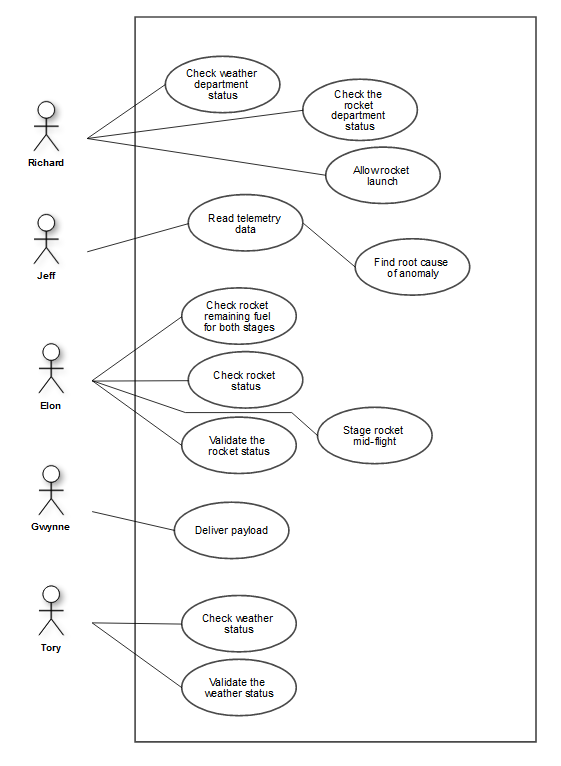 Check weather
department
status
Check the
rocket
department
status
Richard
Allow rocket
launch
Read telemetry
data
Jeff
Find root cause
of anomaly
Check rocket
remaining fuel
for both stages
Check rocket
status
Elon
Stage rocket
mid-flight
Validate the
rocket status
Gwynne
Deliver payload
Check weather
status
Tory
Validate the
weather status